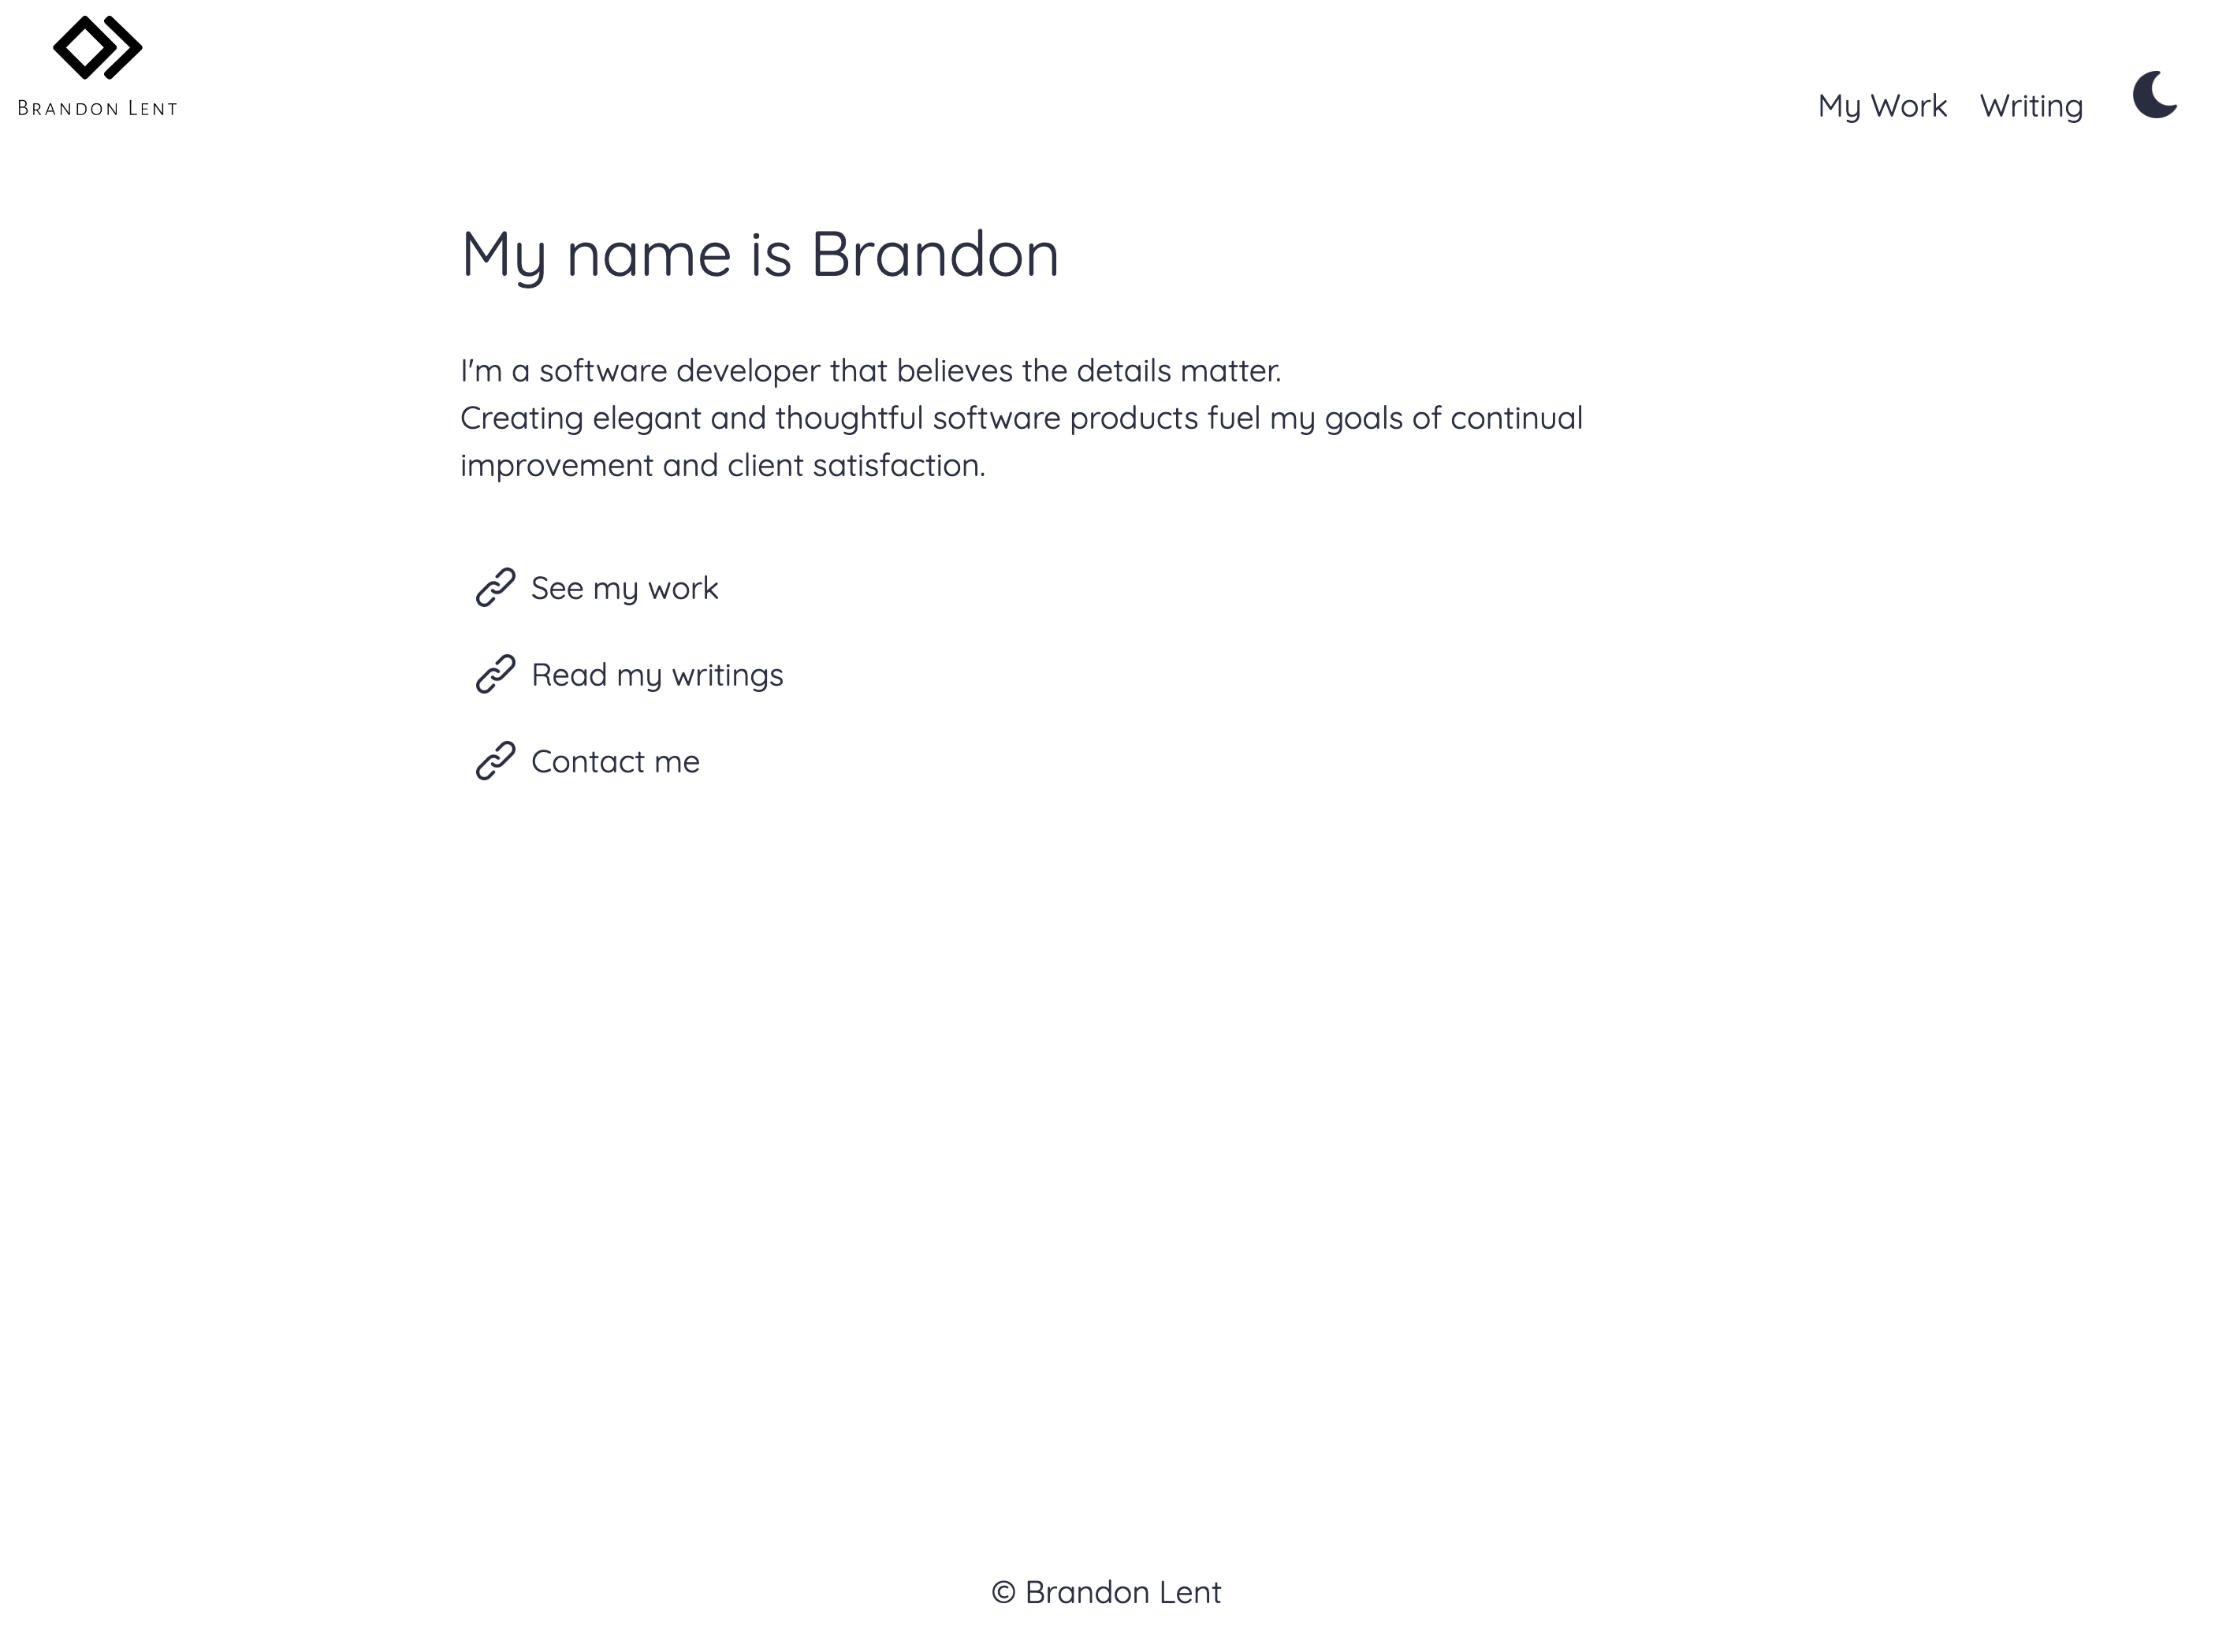 BRANDON LENT
My Work Writing
My name is Brandon
I'm a software developer that believes the details matter.
Creating elegant and thoughtful software products fuel my goals of continual
improvement and client satisfaction.
See my work
Read my writings
Contact me
© Brandon Lent